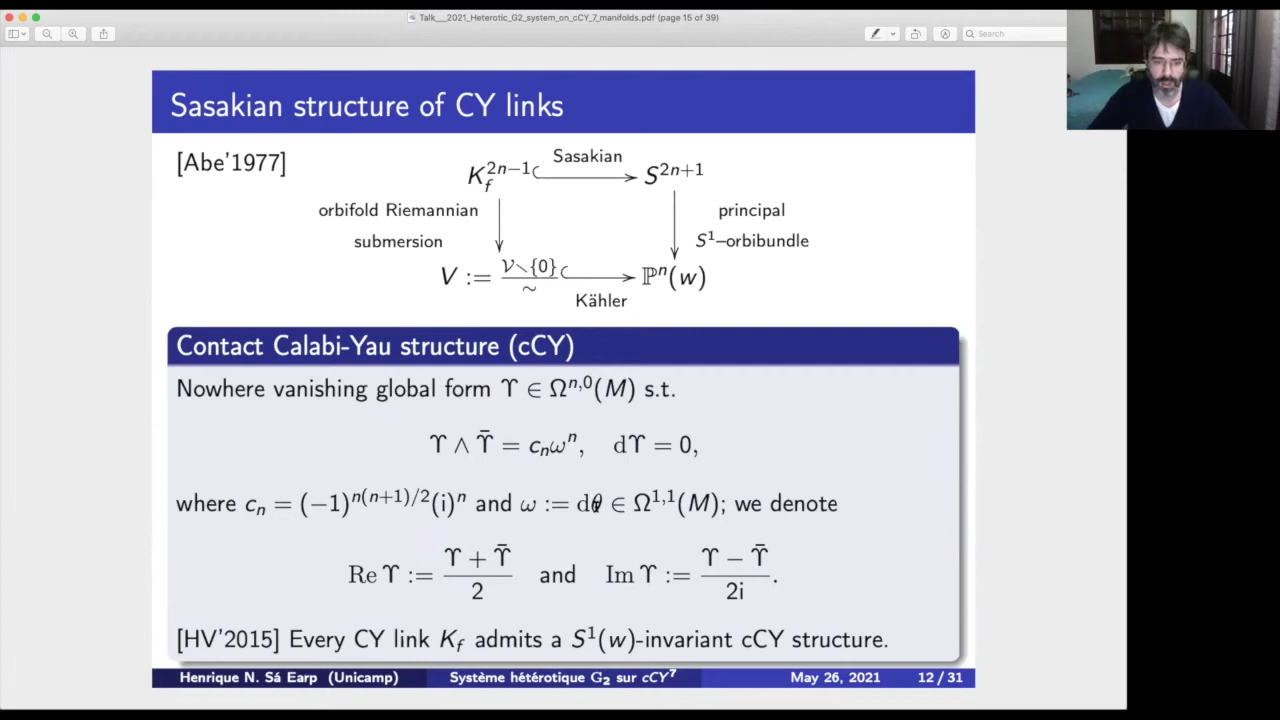 Talk__2021_Heterotic_G2_system_on_cCY_7_manifolds.pdf (page 15 of 39)
Search
Sasakian structure of CY links
[Abe'1977]
K_f^{2n−1} Sasakian S^{2n+1}
orbifold Riemannian submersion
principal S^1–orbibundle
V := (𝒱∖{0})/∼ Kähler ℙ^n(w)
Contact Calabi-Yau structure (cCY)
Nowhere vanishing global form ϒ ∈ Ω^{n,0}(M) s.t.
ϒ ∧ ϒ̄ = c_nω^n, dϒ = 0,
where c_n = (−1)^{n(n+1)/2}(i)^n and ω := dθ ∈ Ω^{1,1}(M); we denote
Re ϒ := (ϒ + ϒ̄)/2 and Im ϒ := (ϒ − ϒ̄)/2i.
[HV'2015] Every CY link K_f admits a S^1(w)-invariant cCY structure.
Henrique N. Sá Earp (Unicamp) Système hétérotique G_2 sur cCY^7 May 26, 2021 12 / 31